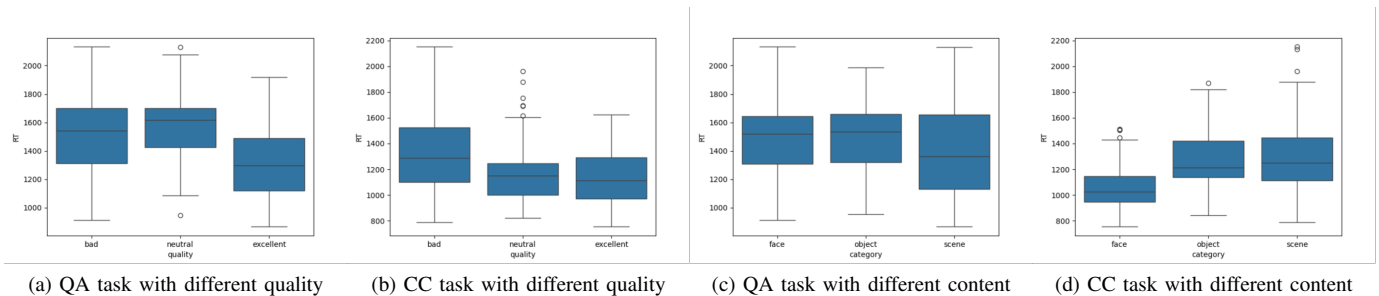 2000
1800
1600
1400
1200
1000
RT
bad neutral excellent
quality
2200
2000
1800
1600
1400
1200
1000
800
RT
bad neutral excellent
quality
2000
1800
1600
1400
1200
1000
RT
face object scene
category
2200
2000
1800
1600
1400
1200
1000
800
RT
face object scene
category
(a) QA task with different quality
(b) CC task with different quality
(c) QA task with different content
(d) CC task with different content